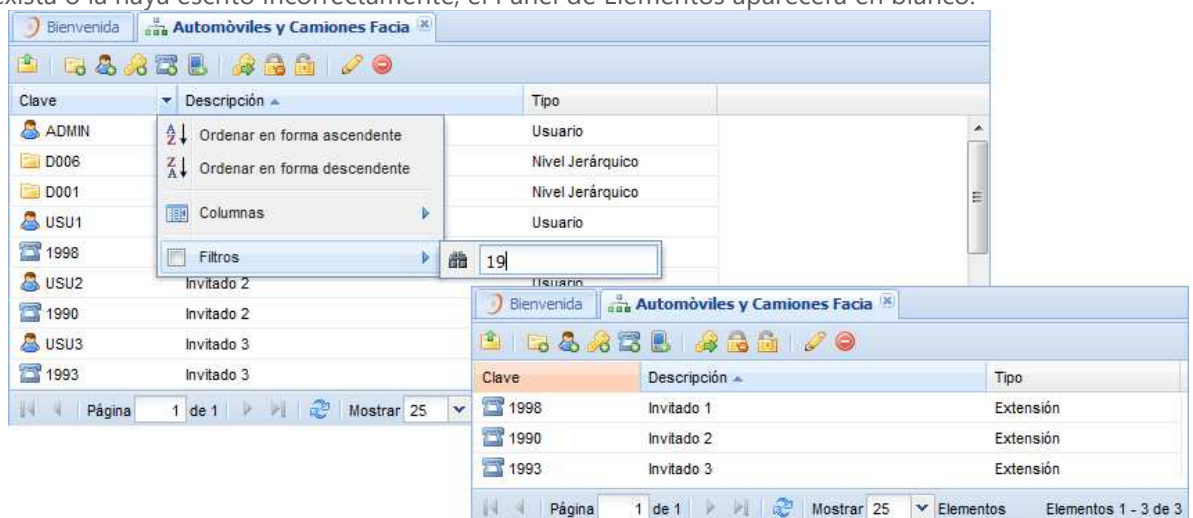 exista o la haya escrito incorrectamente, el Panel de Elementos aparecerá en blanco.
Bienvenida Automòviles y Camiones Facia
Clave Descripción Tipo
ADMIN Usuario
D006 Nivel Jerárquico
D001 Nivel Jerárquico
USU1 Usuario
1998
USU2 Invitado 2 Usuario
1990 Invitado 2
USU3 Invitado 3
1993 Invitado 3
Página 1 de 1 Mostrar 25
Ordenar en forma ascendente
Ordenar en forma descendente
Columnas
Filtros
19
Bienvenida Automòviles y Camiones Facia
Clave Descripción Tipo
1998 Invitado 1 Extensión
1990 Invitado 2 Extensión
1993 Invitado 3 Extensión
Página 1 de 1 Mostrar 25 Elementos Elementos 1 - 3 de 3